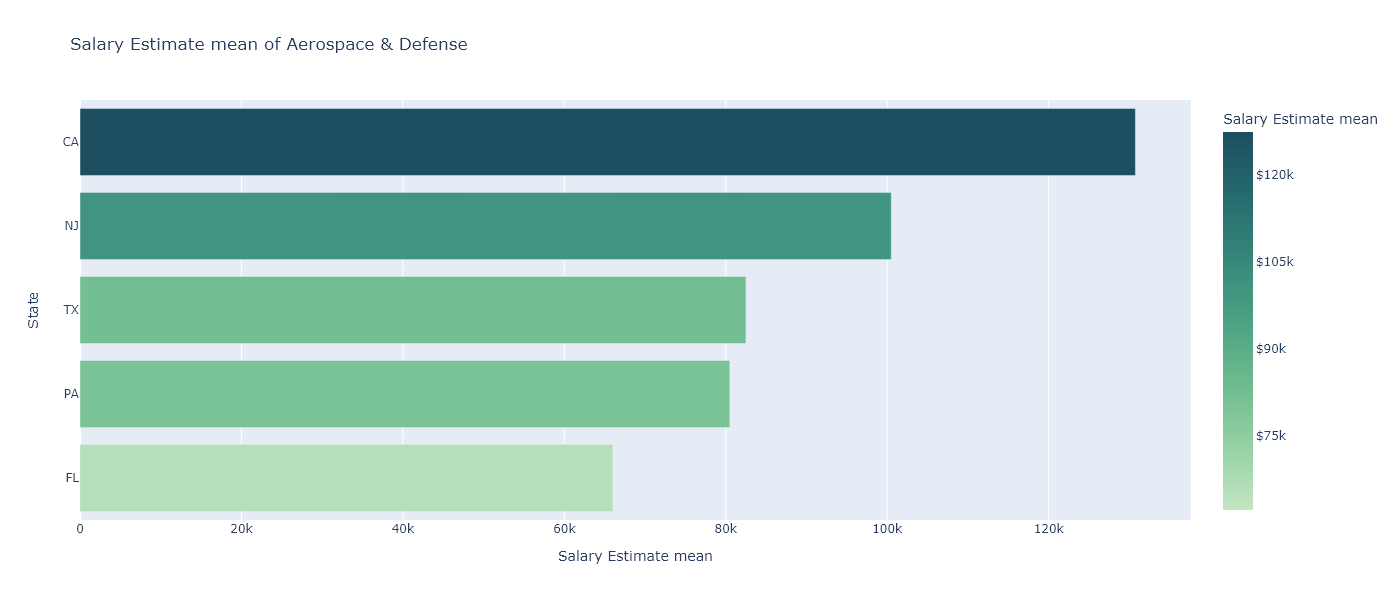 Salary Estimate mean of Aerospace & Defense
Salary Estimate mean
$120k
$105k
$90k
$75k
State
CA
NJ
TX
PA
FL
0 20k 40k 60k 80k 100k 120k
Salary Estimate mean